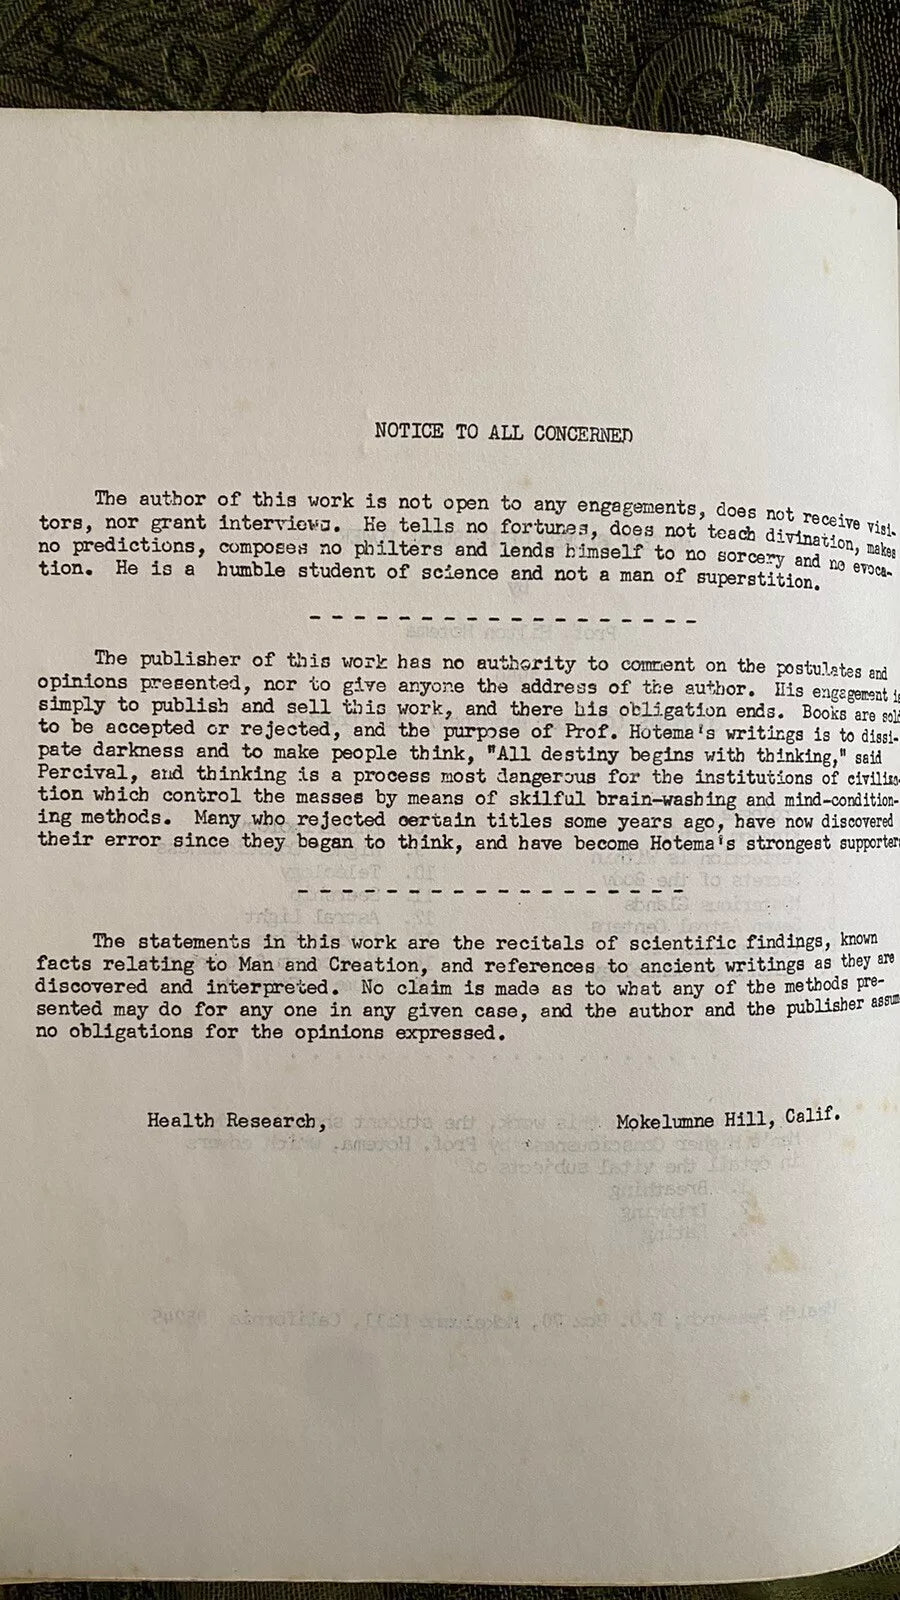 NOTICE TO ALL CONCERNED
The author of this work is not open to any engagements, does not receive visi-
tors, nor grant interviews. He tells no fortunes, does not teach divination, makes
no predictions, composes no philters and lends himself to no sorcery and no evoca-
tion. He is a humble student of science and not a man of superstition.
The publisher of this work has no authority to comment on the postulates and
opinions presented, nor to give anyone the address of the author. His engagement is
simply to publish and sell this work, and there his obligation ends. Books are sold
to be accepted or rejected, and the purpose of Prof. Hotema's writings is to dissi-
pate darkness and to make people think, "All destiny begins with thinking," said
Percival, and thinking is a process most dangerous for the institutions of civiliza-
tion which control the masses by means of skilful brain-washing and mind-condition-
ing methods. Many who rejected certain titles some years ago, have now discovered
their error since they began to think, and have become Hotema's strongest supporters
The statements in this work are the recitals of scientific findings, known
facts relating to Man and Creation, and references to ancient writings as they are
discovered and interpreted. No claim is made as to what any of the methods pre-
sented may do for any one in any given case, and the author and the publisher assum
no obligations for the opinions expressed.
Health Research, Mokelumne Hill, Calif.